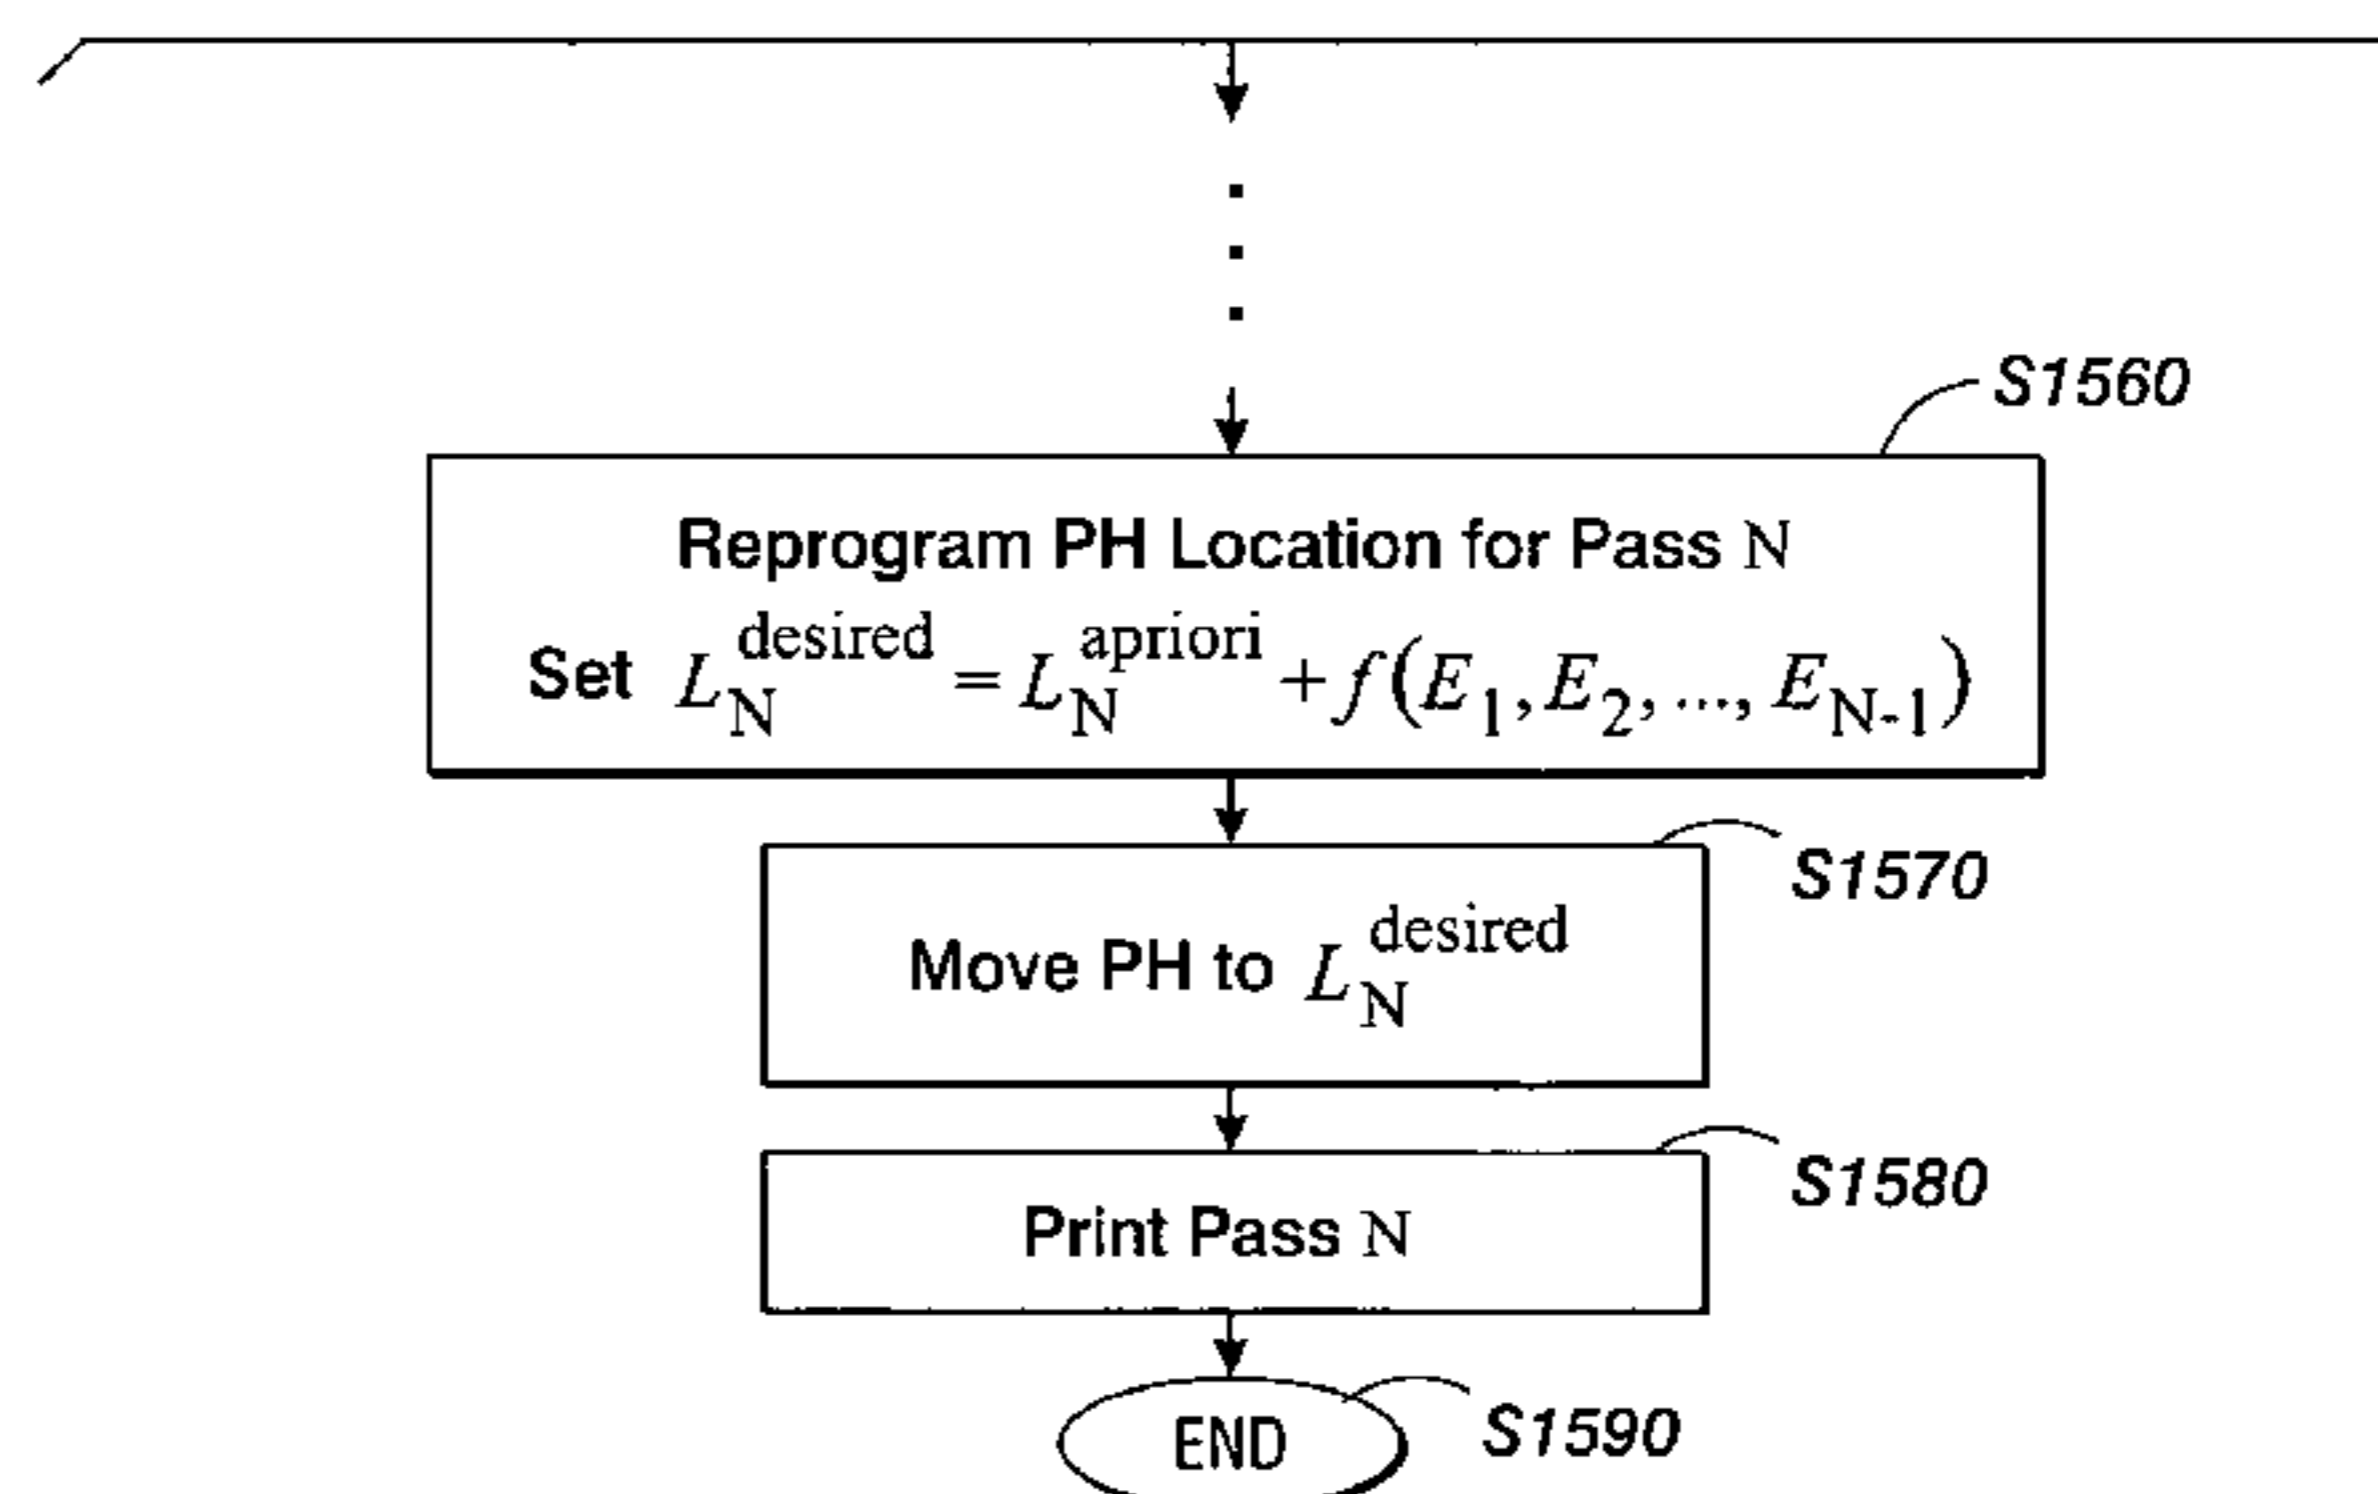 S1560
Reprogram PH Location for Pass N
Set L_N^desired = L_N^apriori + f(E_1, E_2, ..., E_N-1)
S1570
Move PH to L_N^desired
S1580
Print Pass N
END
S1590